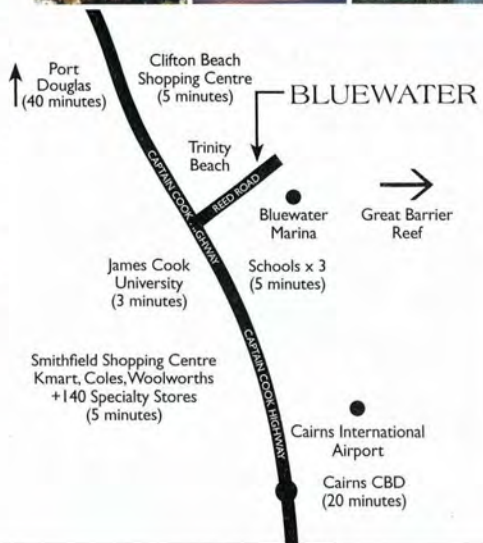 Port
Douglas
(40 minutes)
Clifton Beach
Shopping Centre
(5 minutes)
BLUEWATER
Trinity
Beach
CAPTAIN COOK HIGHWAY
REED ROAD
Bluewater
Marina
Great Barrier
Reef
James Cook
University
(3 minutes)
Schools x 3
(5 minutes)
CAPTAIN COOK HIGHWAY
Smithfield Shopping Centre
Kmart, Coles, Woolworths
+140 Specialty Stores
(5 minutes)
Cairns International
Airport
Cairns CBD
(20 minutes)